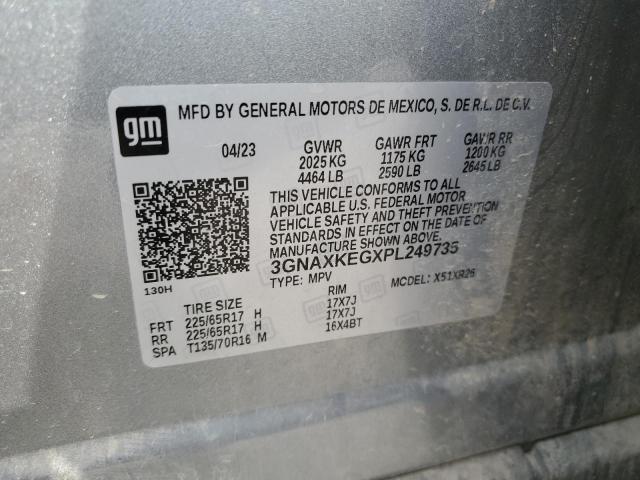 gm
MFD BY GENERAL MOTORS DE MEXICO, S. DE R.L. DE C.V.
04/23 GVWR GAWR FRT GAWR RR
2025 KG 1175 KG 1200 KG
4464 LB 2590 LB 2645 LB
THIS VEHICLE CONFORMS TO ALL
APPLICABLE U.S. FEDERAL MOTOR
VEHICLE SAFETY AND THEFT PREVENTION
STANDARDS IN EFFECT ON THE DATE OF
MANUFACTURE SHOWN ABOVE.
3GNAXKEGXPL249735
TYPE: MPV MODEL: X51XR26
130H
TIRE SIZE RIM
FRT 225/65R17 H 17X7J
RR 225/65R17 H 17X7J
SPA T135/70R16 M 16X4BT